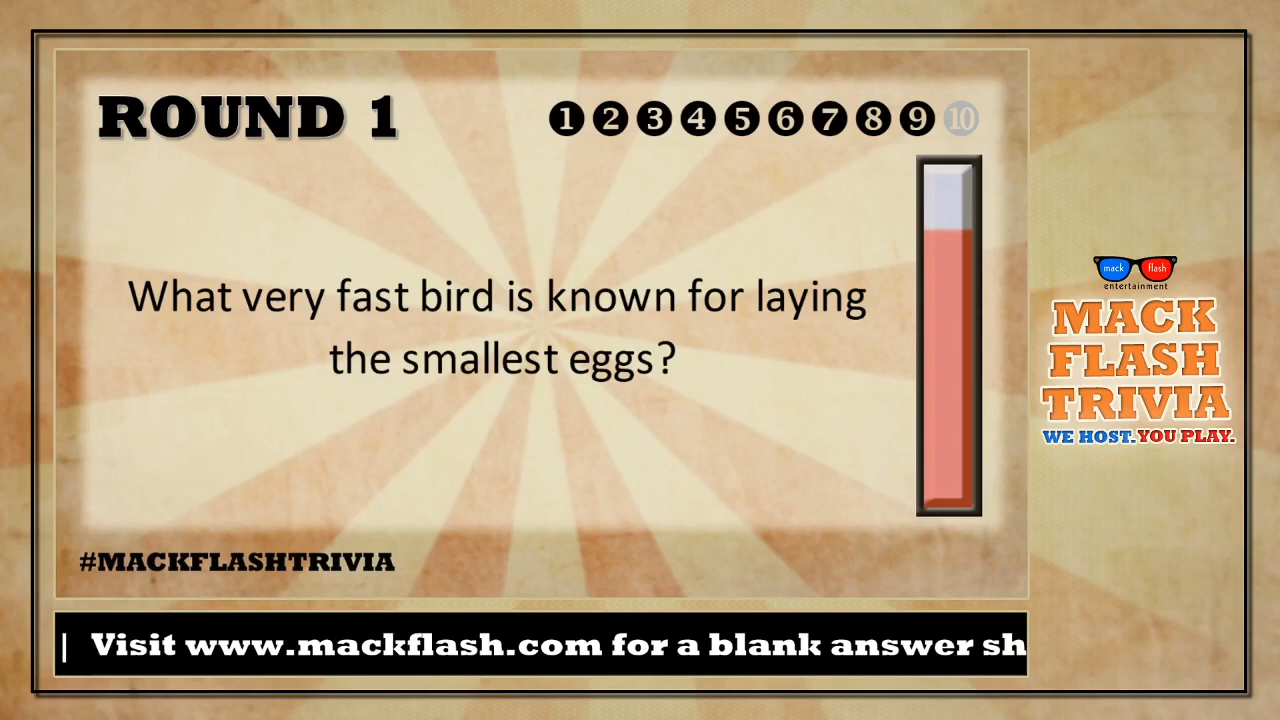 ROUND 1
1 2 3 4 5 6 7 8 9 10
What very fast bird is known for laying
the smallest eggs?
#MACKFLASHTRIVIA
| Visit www.mackflash.com for a blank answer sh
mack flash
entertainment
MACK
FLASH
TRIVIA
WE HOST. YOU PLAY.